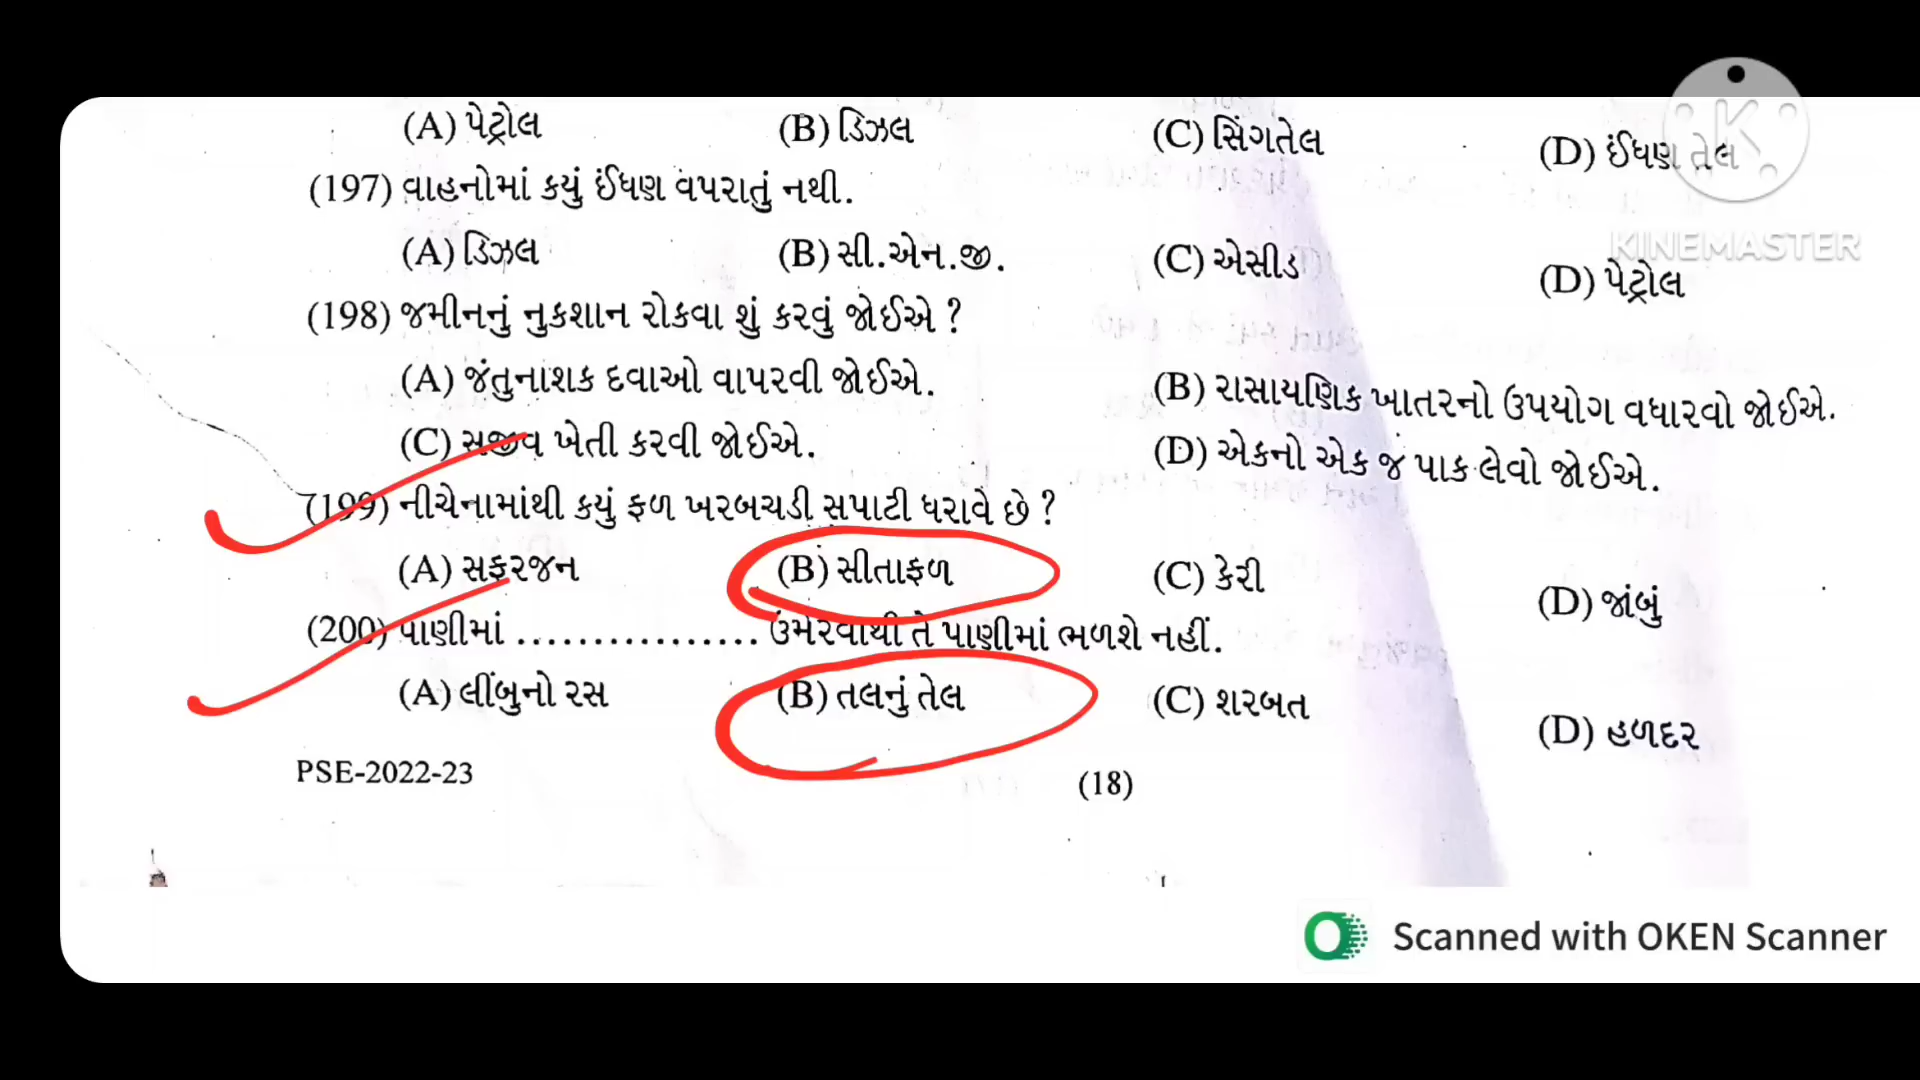 (A) પેટ્રોલ (B) ડિઝલ (C) સિંગતેલ (D) ઈંધણ તેલ
(197) વાહનોમાં કયું ઈંધણ વપરાતું નથી.
(A) ડિઝલ (B) સી.એન.જી. (C) એસીડ (D) પેટ્રોલ
(198) જમીનનું નુકશાન રોકવા શું કરવું જોઈએ ?
(A) જંતુનાશક દવાઓ વાપરવી જોઈએ. (B) રાસાયણિક ખાતરનો ઉપયોગ વધારવો જોઈએ.
(C) સજીવ ખેતી કરવી જોઈએ. (D) એકનો એક જ પાક લેવો જોઈએ.
(199) નીચેનામાંથી કયું ફળ ખરબચડી સપાટી ધરાવે છે ?
(A) સફરજન (B) સીતાફળ (C) કેરી (D) જાંબું
(200) પાણીમાં ................ ઉમેરવાથી તે પાણીમાં ભળશે નહીં.
(A) લીંબુનો રસ (B) તલનું તેલ (C) શરબત (D) હળદર
PSE-2022-23 (18)
KINEMASTER
Scanned with OKEN Scanner